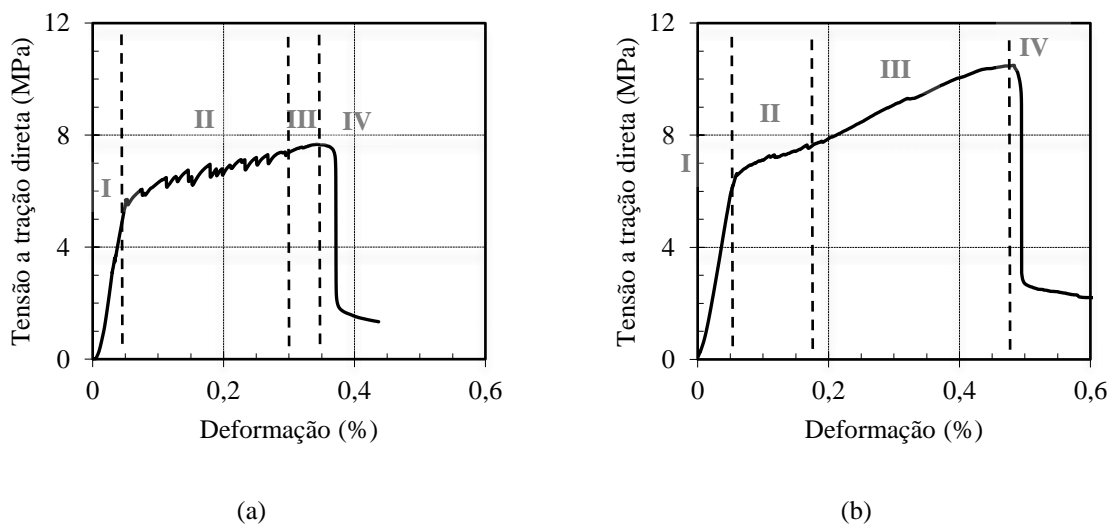 12
8
4
0
Tensão a tração direta (MPa)
I
II
III
IV
0
0,2
0,4
0,6
Deformação (%)
(a)
12
8
4
0
Tensão a tração direta (MPa)
I
II
III
IV
0
0,2
0,4
0,6
Deformação (%)
(b)